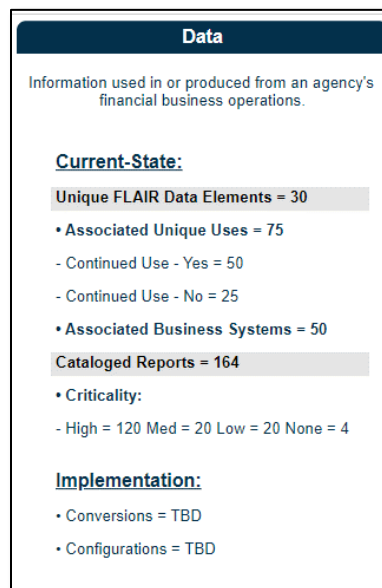 Data
Information used in or produced from an agency's
financial business operations.
Current-State:
Unique FLAIR Data Elements = 30
• Associated Unique Uses = 75
- Continued Use - Yes = 50
- Continued Use - No = 25
• Associated Business Systems = 50
Cataloged Reports = 164
• Criticality:
- High = 120 Med = 20 Low = 20 None = 4
Implementation:
• Conversions = TBD
• Configurations = TBD